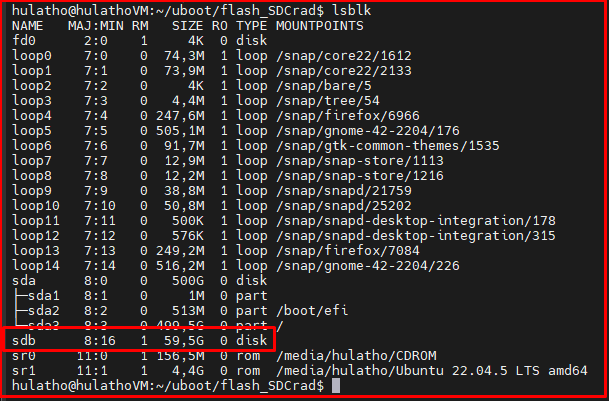 hulatho@hulathoVM:~/uboot/flash_SDCrad$ lsblk
NAME MAJ:MIN RM SIZE RO TYPE MOUNTPOINTS
fd0 2:0 1 4K 0 disk
loop0 7:0 0 74,3M 1 loop /snap/core22/1612
loop1 7:1 0 73,9M 1 loop /snap/core22/2133
loop2 7:2 0 4K 1 loop /snap/bare/5
loop3 7:3 0 4,4M 1 loop /snap/tree/54
loop4 7:4 0 247,6M 1 loop /snap/firefox/6966
loop5 7:5 0 505,1M 1 loop /snap/gnome-42-2204/176
loop6 7:6 0 91,7M 1 loop /snap/gtk-common-themes/1535
loop7 7:7 0 12,9M 1 loop /snap/snap-store/1113
loop8 7:8 0 12,2M 1 loop /snap/snap-store/1216
loop9 7:9 0 38,8M 1 loop /snap/snapd/21759
loop10 7:10 0 50,8M 1 loop /snap/snapd/25202
loop11 7:11 0 500K 1 loop /snap/snapd-desktop-integration/178
loop12 7:12 0 576K 1 loop /snap/snapd-desktop-integration/315
loop13 7:13 0 249,2M 1 loop /snap/firefox/7084
loop14 7:14 0 516,2M 1 loop /snap/gnome-42-2204/226
sda 8:0 0 500G 0 disk
├─sda1 8:1 0 1M 0 part
├─sda2 8:2 0 513M 0 part /boot/efi
└─sda3 8:3 0 499,5G 0 part /
sdb 8:16 1 59,5G 0 disk
sr0 11:0 1 156,5M 0 rom /media/hulatho/CDROM
sr1 11:1 1 4,4G 0 rom /media/hulatho/Ubuntu 22.04.5 LTS amd64
hulatho@hulathoVM:~/uboot/flash_SDCrad$